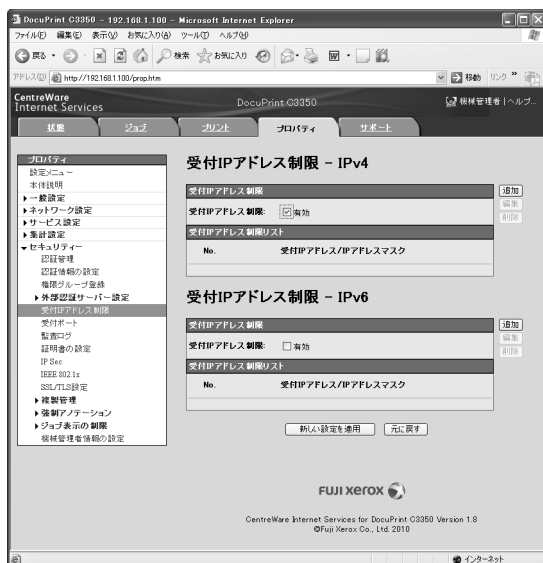 DocuPrint C3350 - 192.168.1.100 - Microsoft Internet Explorer
ファイル(F) 編集(E) 表示(V) お気に入り(A) ツール(T) ヘルプ(H)
戻る 検索 お気に入り
アドレス(D) http://192.168.1.100/prop.htm 移動 リンク »
CentreWare
Internet Services
DocuPrint C3350
機械管理者 | ヘルプ...
状態 ジョブ プリント プロパティ サポート
プロパティ
設定メニュー
本体説明
一般設定
ネットワーク設定
サービス設定
集計設定
セキュリティー
認証管理
認証情報の設定
権限グループ登録
外部認証サーバー設定
受付IPアドレス制限
受付ポート
監査ログ
証明書の設定
IP Sec
IEEE 802.1x
SSL/TLS設定
複製管理
強制アノテーション
ジョブ表示の制限
機械管理者情報の設定
受付IPアドレス制限 - IPv4
受付IPアドレス制限
追加
受付IPアドレス制限: 有効
編集
削除
受付IPアドレス制限リスト
No. 受付IPアドレス/IPアドレスマスク
受付IPアドレス制限 - IPv6
受付IPアドレス制限
追加
受付IPアドレス制限: 有効
編集
削除
受付IPアドレス制限リスト
No. 受付IPアドレス/IPアドレスマスク
新しい設定を適用 元に戻す
FUJI XEROX
CentreWare Internet Services for DocuPrint C3350 Version 1.8
©Fuji Xerox Co., Ltd. 2010
インターネット